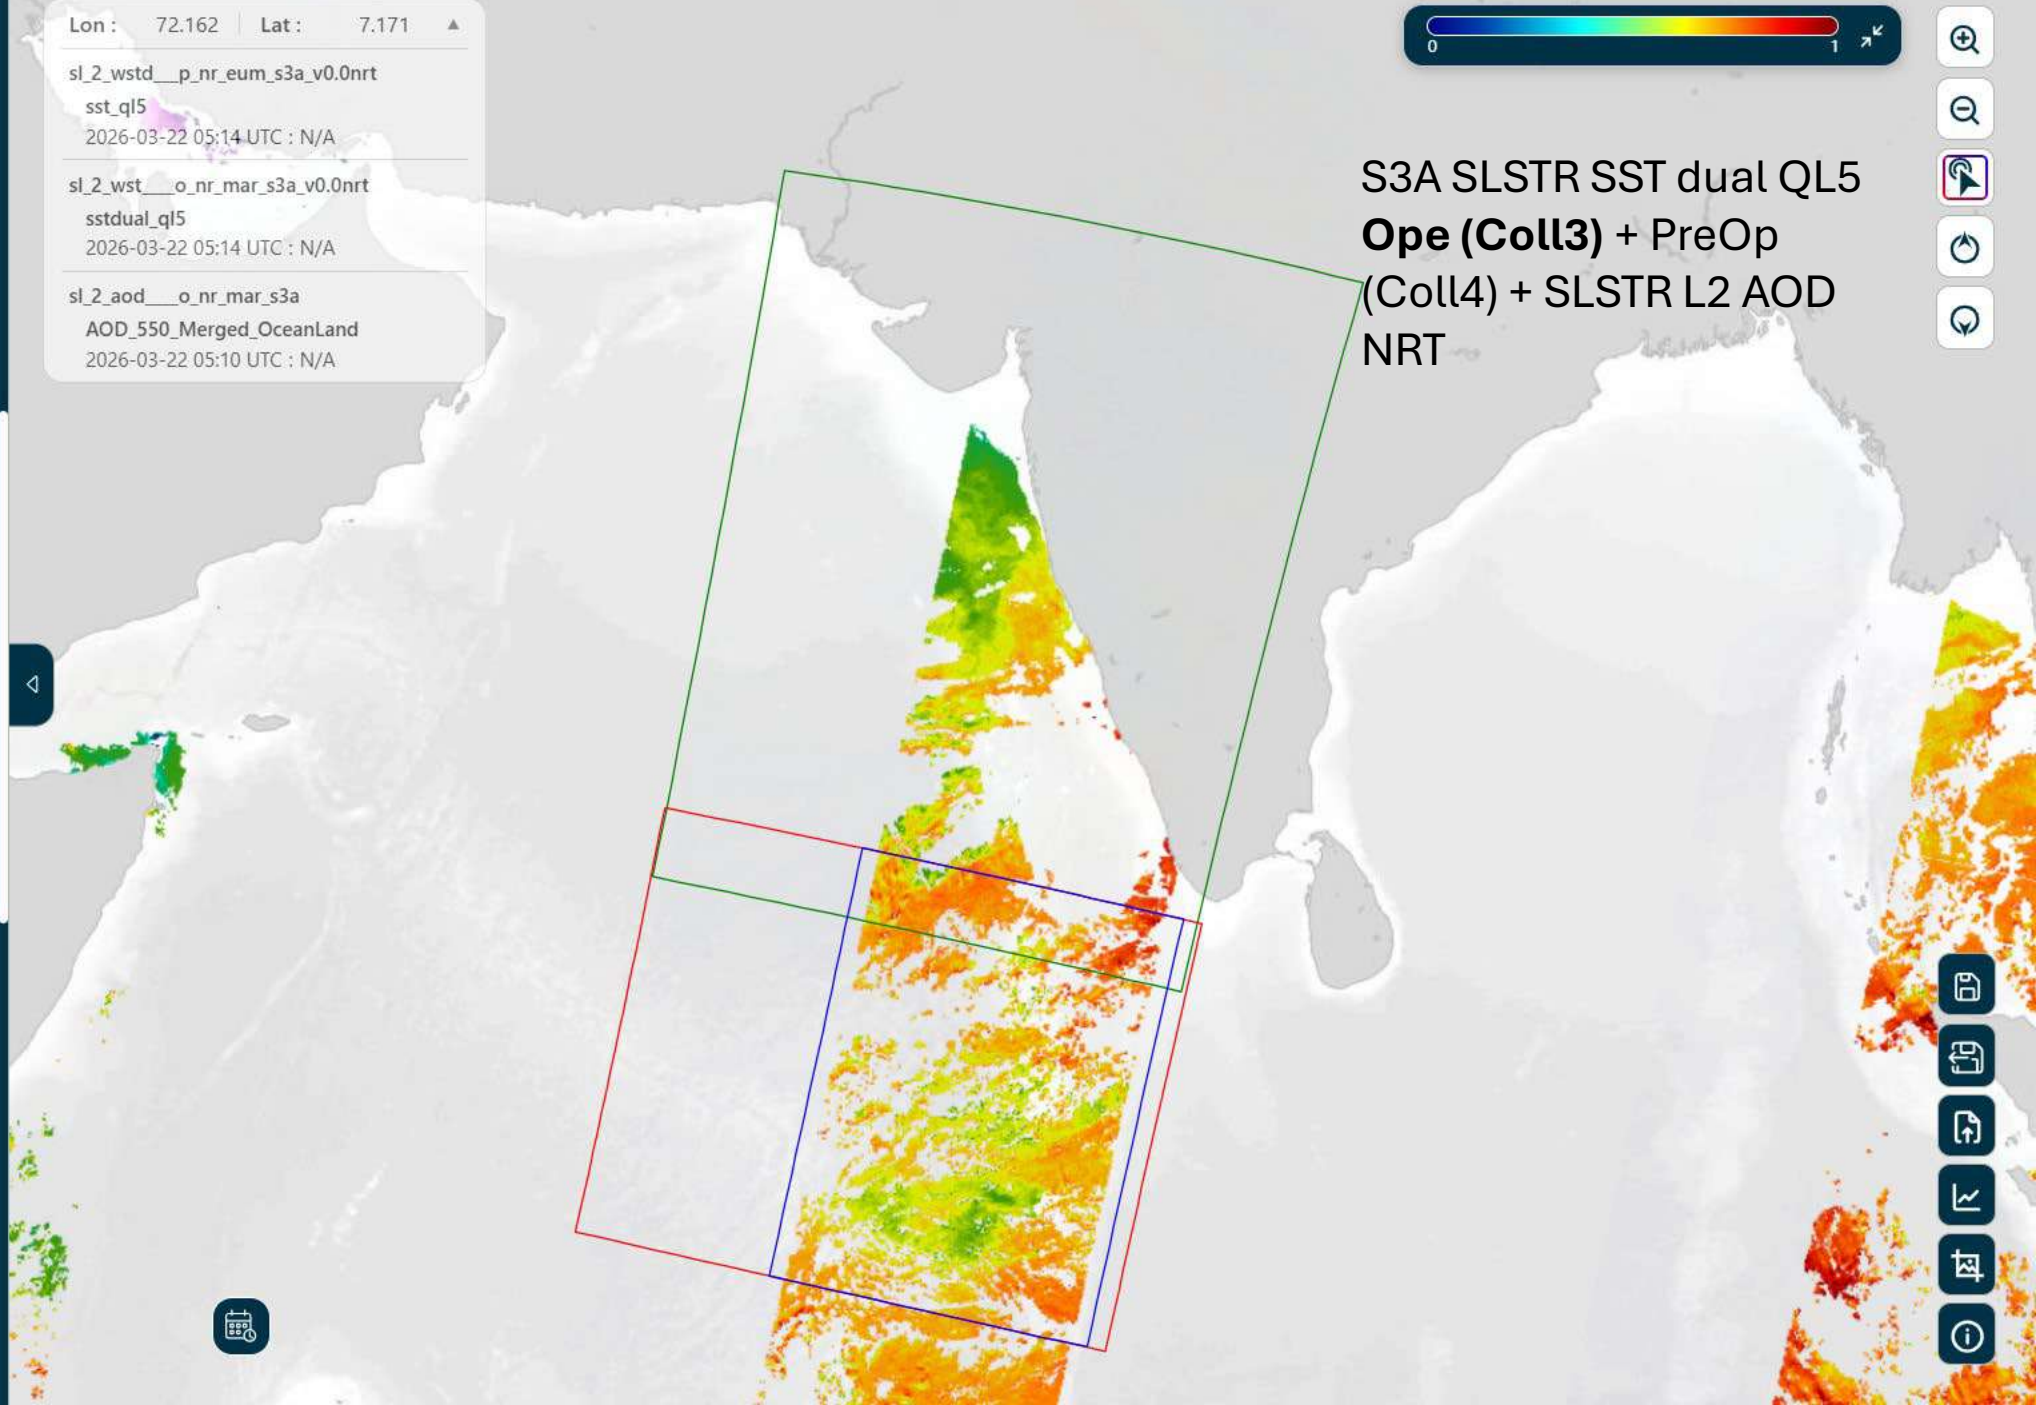 Lon : 72.162 Lat : 7.171
sl_2_wstd___p_nr_eum_s3a_v0.0nrt
sst_ql5
2026-03-22 05:14 UTC : N/A
sl_2_wst____o_nr_mar_s3a_v0.0nrt
sstdual_ql5
2026-03-22 05:14 UTC : N/A
sl_2_aod____o_nr_mar_s3a
AOD_550_Merged_OceanLand
2026-03-22 05:10 UTC : N/A
0 1
S3A SLSTR SST dual QL5
Ope (Coll3) + PreOp
(Coll4) + SLSTR L2 AOD
NRT